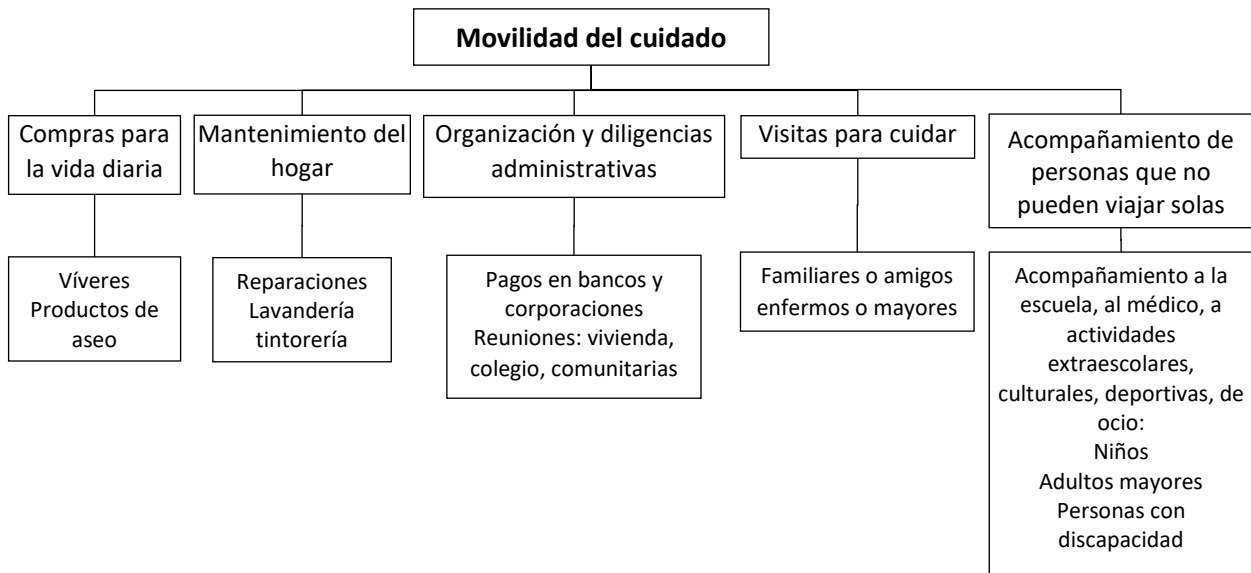 Movilidad del cuidado
Compras para
la vida diaria
Mantenimiento del
hogar
Organización y diligencias
administrativas
Visitas para cuidar
Acompañamiento de
personas que no
pueden viajar solas
Víveres
Productos de
aseo
Reparaciones
Lavandería
tintorería
Pagos en bancos y
corporaciones
Reuniones: vivienda,
colegio, comunitarias
Familiares o amigos
enfermos o mayores
Acompañamiento a la
escuela, al médico, a
actividades
extraescolares,
culturales, deportivas, de
ocio:
Niños
Adultos mayores
Personas con
discapacidad